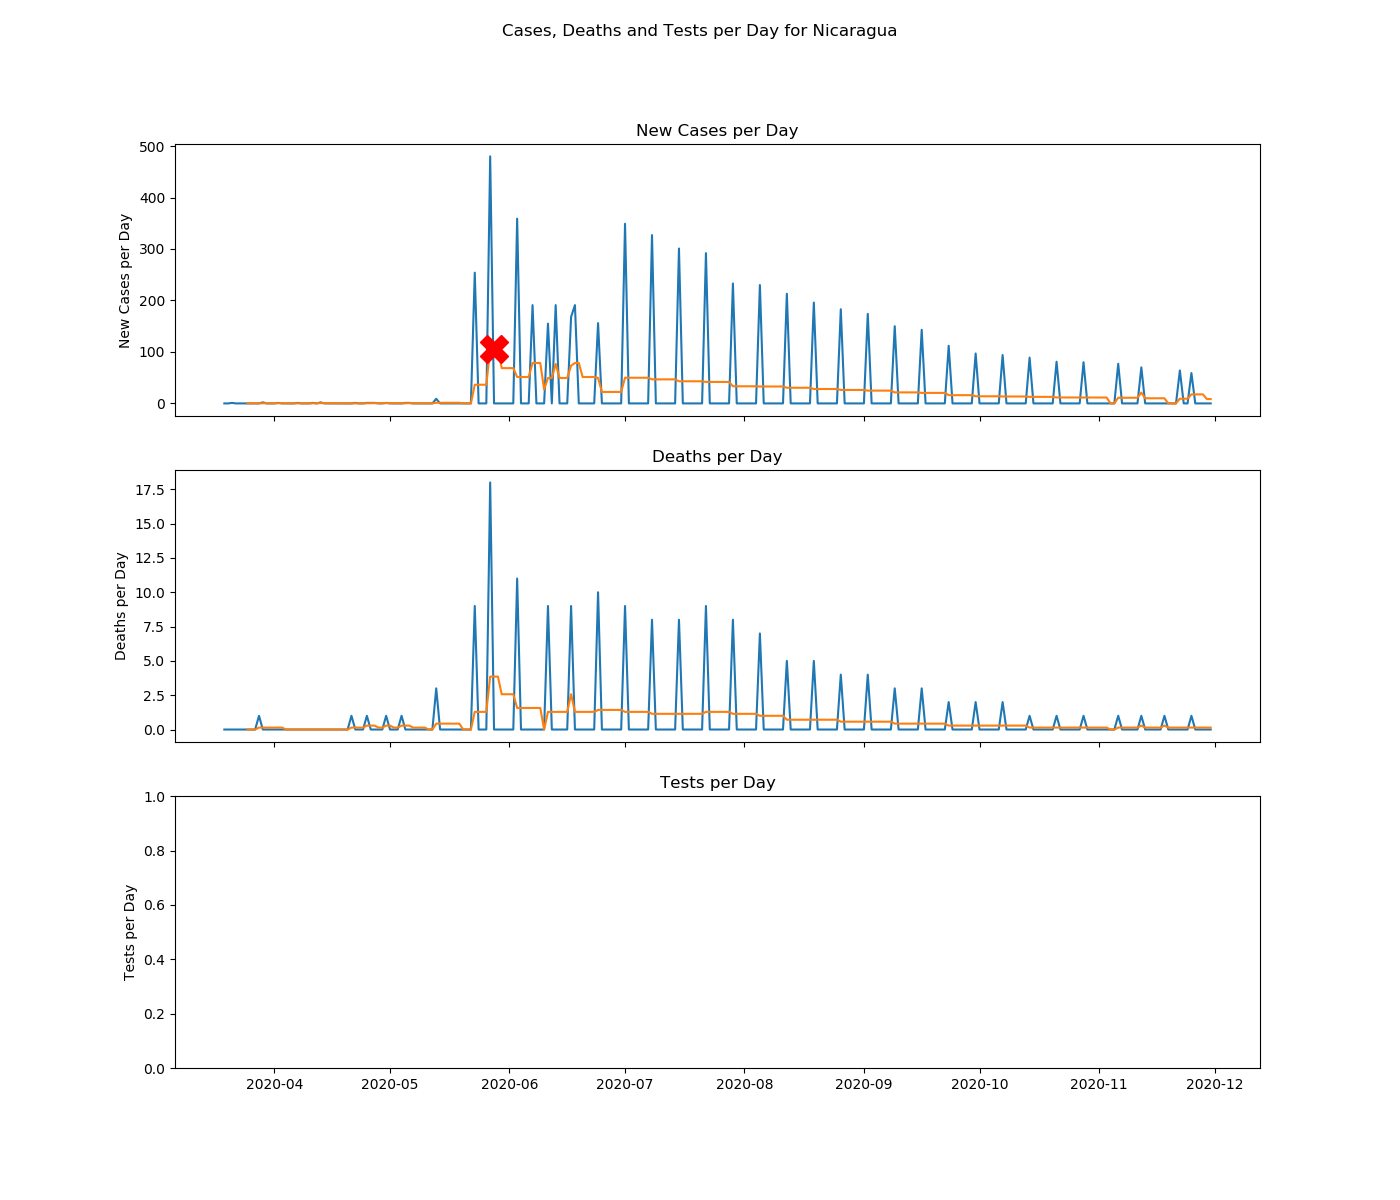 Cases, Deaths and Tests per Day for Nicaragua
New Cases per Day
500
400
300
200
100
0
New Cases per Day
Deaths per Day
17.5
15.0
12.5
10.0
7.5
5.0
2.5
0.0
Deaths per Day
Tests per Day
1.0
0.8
0.6
0.4
0.2
0.0
Tests per Day
2020-04 2020-05 2020-06 2020-07 2020-08 2020-09 2020-10 2020-11 2020-12